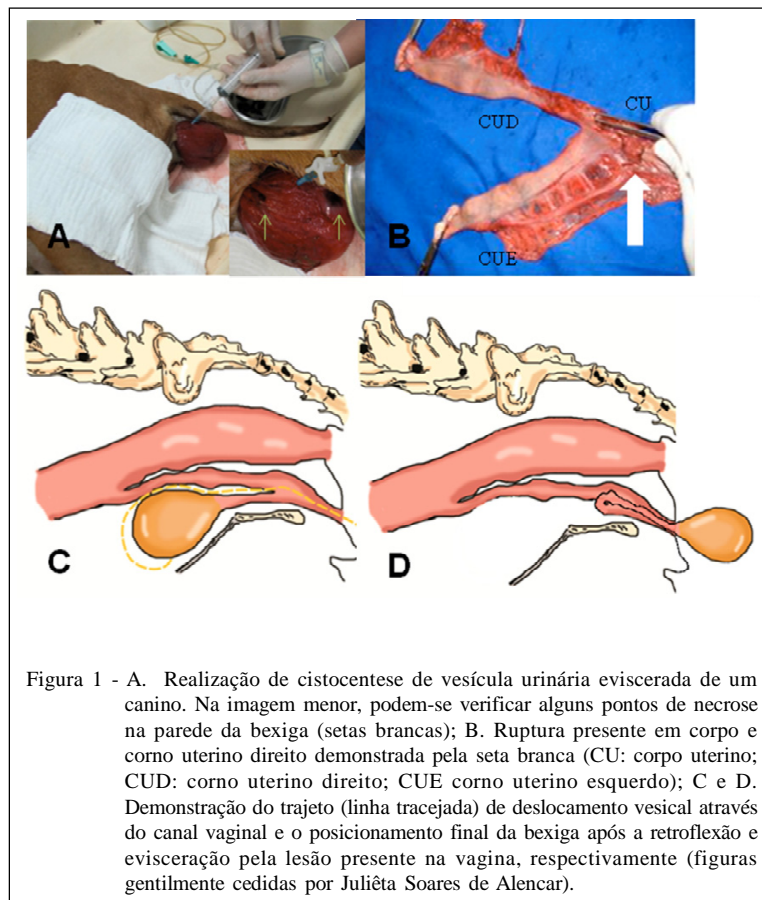 CU
CUD
A
B
CUE
C
D
Figura 1 - A. Realização de cistocentese de vesícula urinária eviscerada de um
canino. Na imagem menor, podem-se verificar alguns pontos de necrose
na parede da bexiga (setas brancas); B. Ruptura presente em corpo e
corno uterino direito demonstrada pela seta branca (CU: corpo uterino;
CUD: corno uterino direito; CUE corno uterino esquerdo); C e D.
Demonstração do trajeto (linha tracejada) de deslocamento vesical através
do canal vaginal e o posicionamento final da bexiga após a retroflexão e
evisceração pela lesão presente na vagina, respectivamente (figuras
gentilmente cedidas por Juliêta Soares de Alencar).